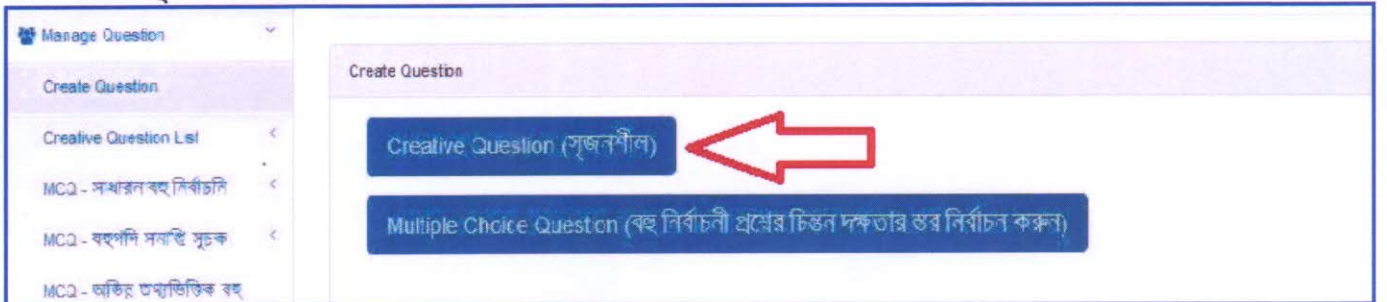 Manage Question
Create Question
Creative Question List
MCQ - সাধারন বহু নির্বাচনি
MCQ - বহুপদি সমাপ্তি সূচক
MCQ - অভিন্ন তথ্যভিত্তিক বহু
Create Question
Creative Question (সৃজনশীল)
Multiple Choice Question (বহু নির্বাচনী প্রশ্নের চিন্তন দক্ষতার স্তর নির্বাচন করুন)